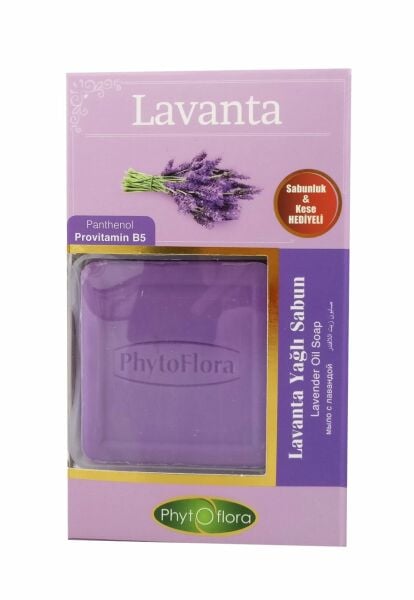 Lavanta
Sabunluk
&
Kese
HEDİYELİ
Panthenol
Provitamin B5
PhytoFlora
Lavanta Yağlı Sabun
Lavender Oil Soap
мыло с лавандой
Phytoflora